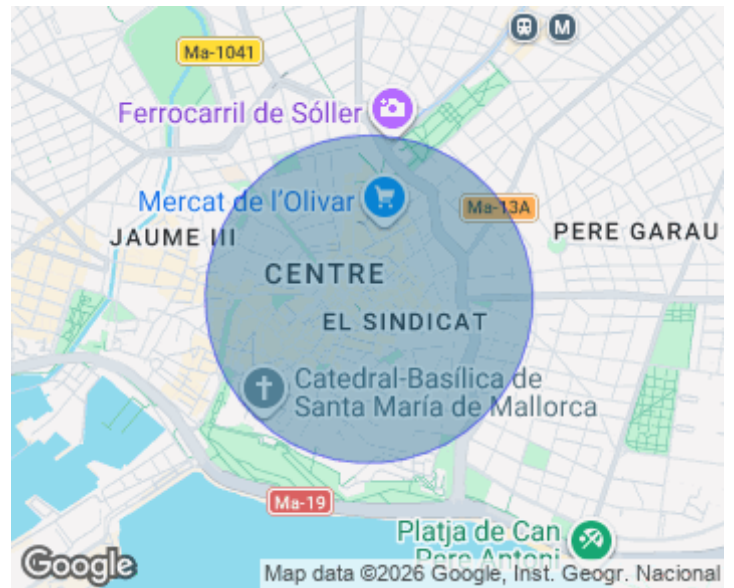 Ma-1041
M
Ferrocarril de Sóller
Mercat de l'Olivar
Ma-13A
JAUME III
PERE GARAU
CENTRE
EL SINDICAT
Catedral-Basílica de
Santa María de Mallorca
Ma-19
Platja de Can
Pere Antoni
Google
Map data ©2026 Google, Inst. Geogr. Nacional